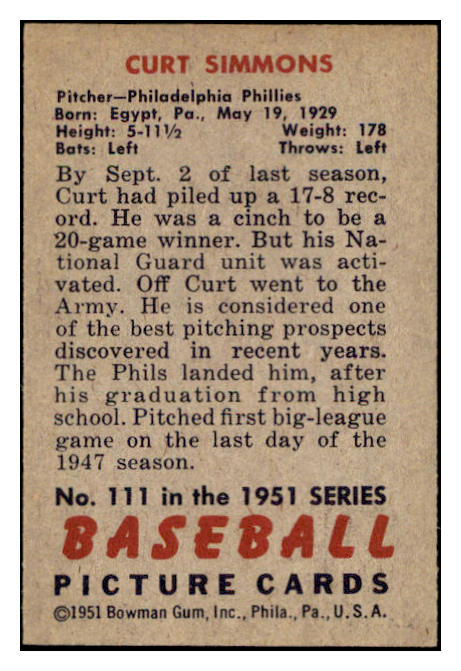 CURT SIMMONS
Pitcher—Philadelphia Phillies
Born: Egypt, Pa., May 19, 1929
Height: 5-11½ Weight: 178
Bats: Left Throws: Left
By Sept. 2 of last season,
Curt had piled up a 17-8 rec-
ord. He was a cinch to be a
20-game winner. But his Na-
tional Guard unit was acti-
vated. Off Curt went to the
Army. He is considered one
of the best pitching prospects
discovered in recent years.
The Phils landed him, after
his graduation from high
school. Pitched first big-league
game on the last day of the
1947 season.
No. 111 in the 1951 SERIES
BASEBALL
PICTURE CARDS
©1951 Bowman Gum, Inc., Phila., Pa., U.S.A.